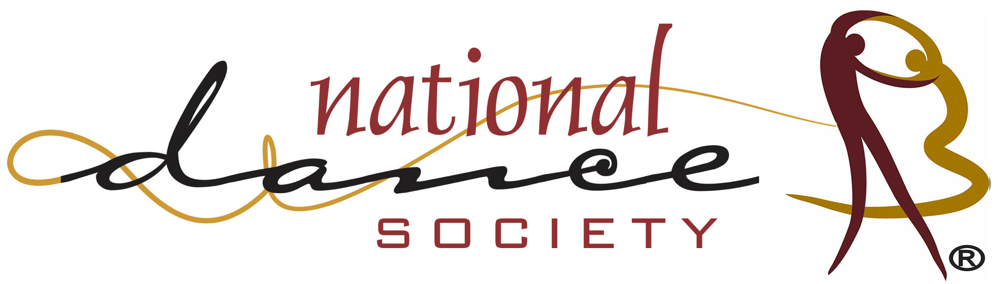 national
dance
SOCIETY
®